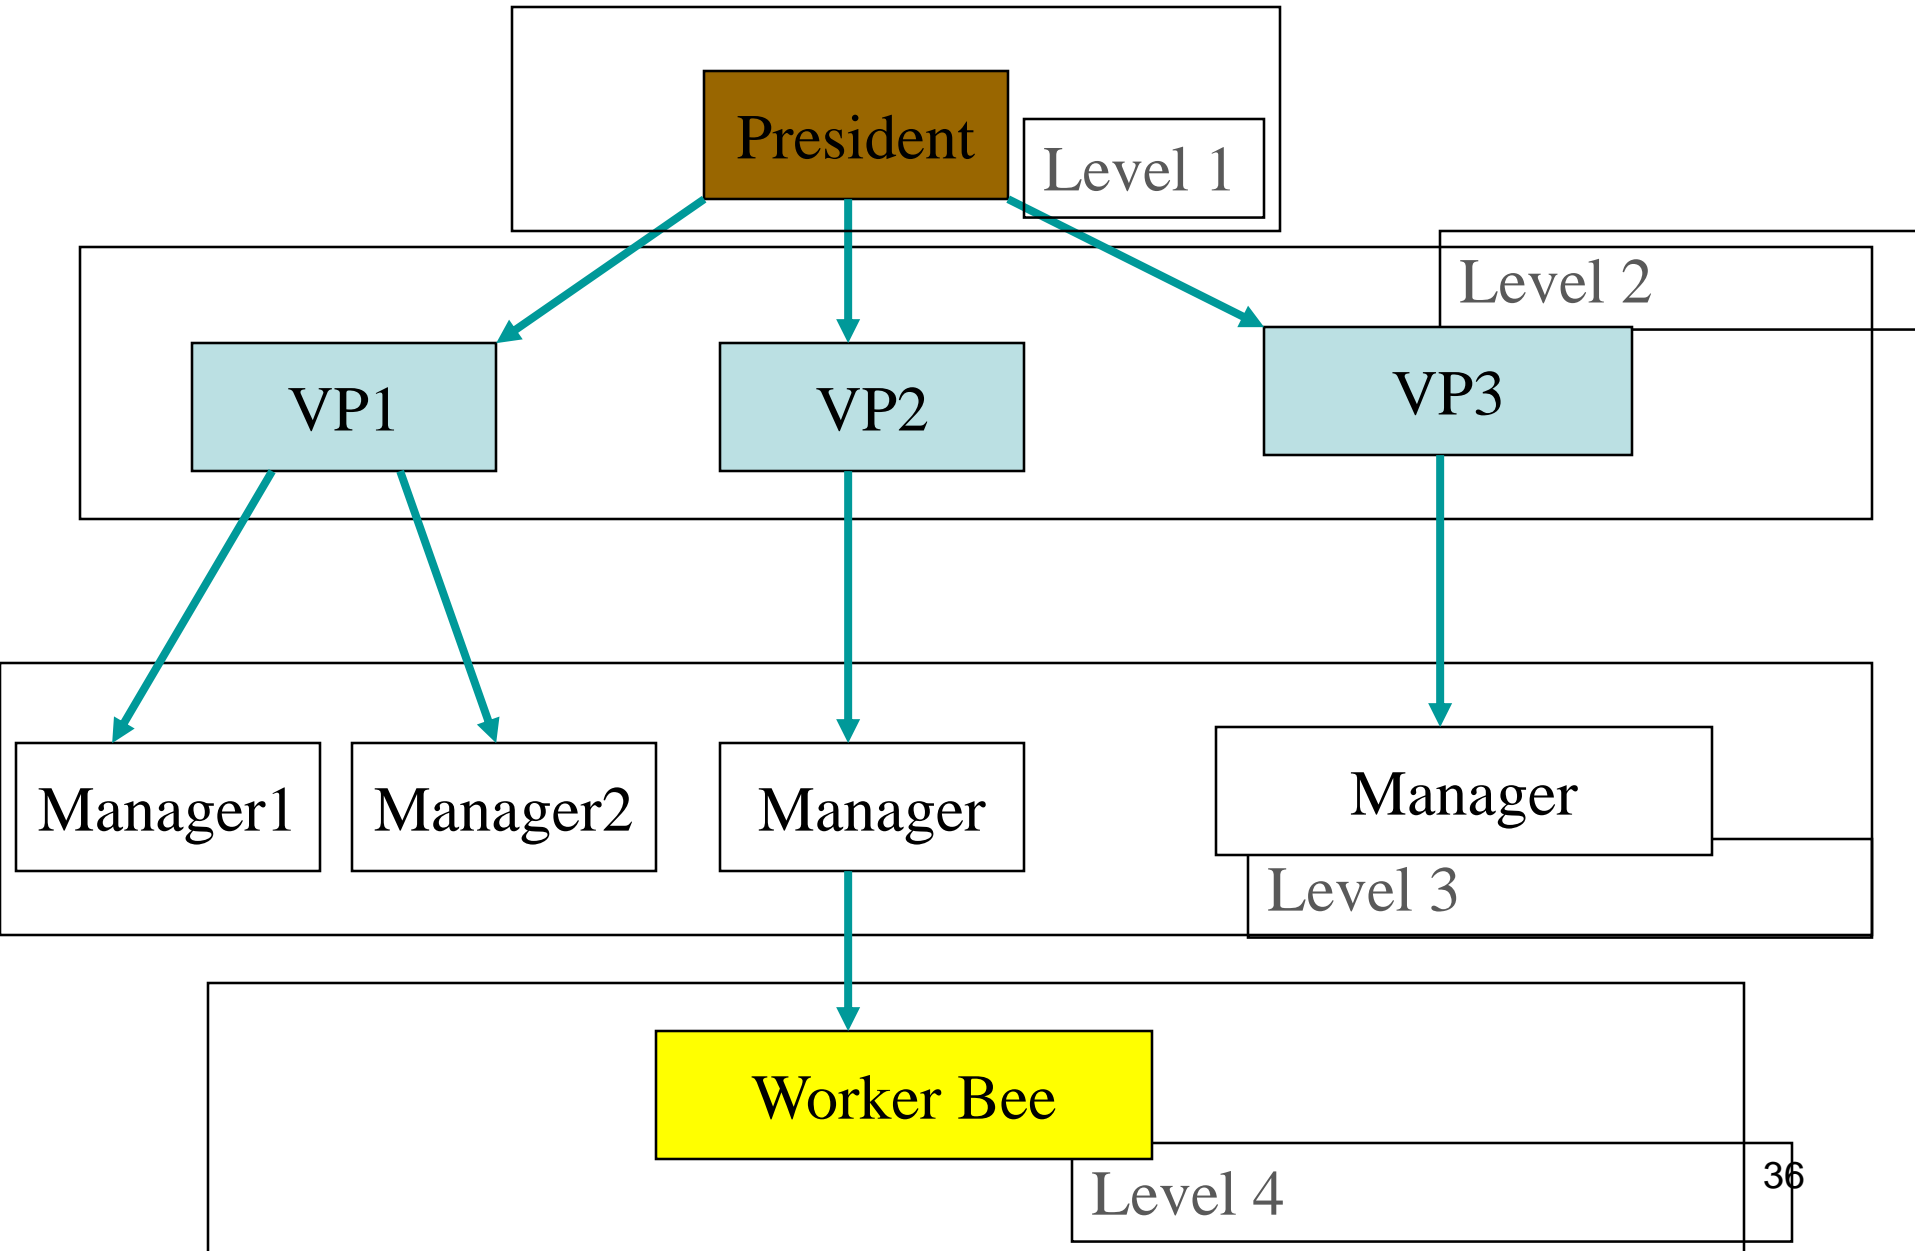 President
Level 1
Level 2
VP1
VP2
VP3
Manager1
Manager2
Manager
Manager
Level 3
Worker Bee
Level 4
36